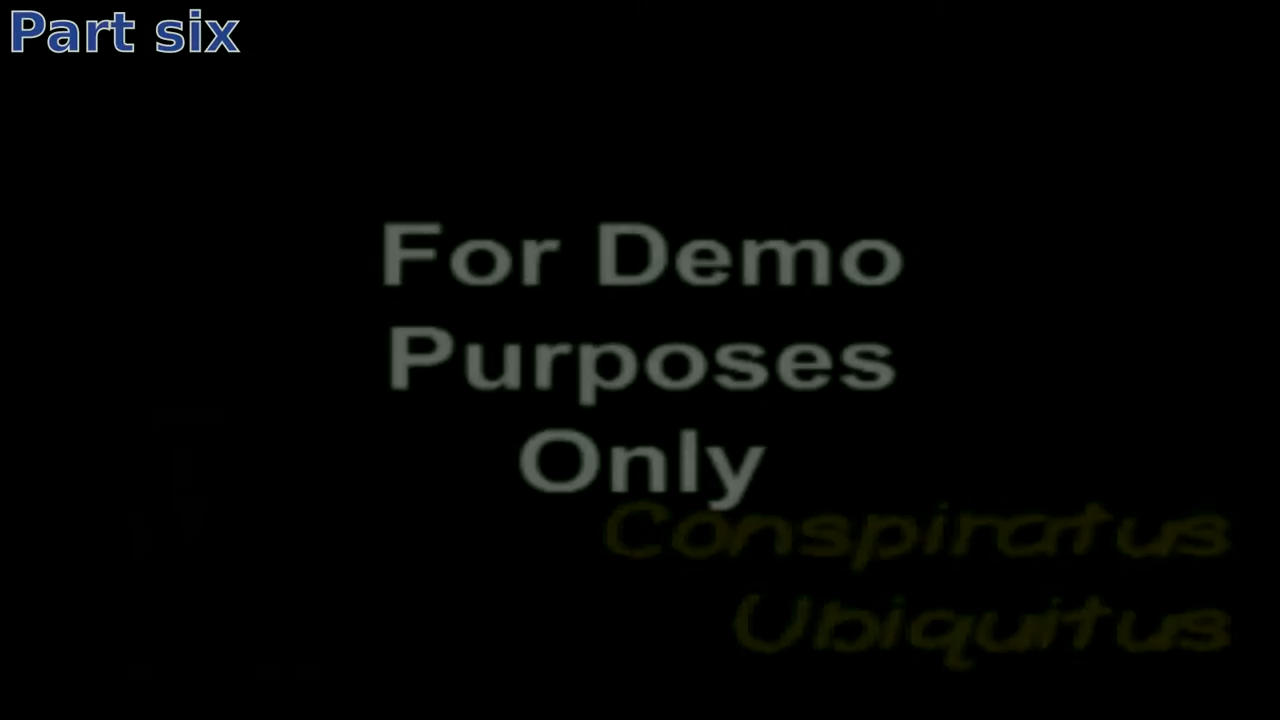 Part six
For Demo
Purposes
Only
Conspiratus
Ubiquitus